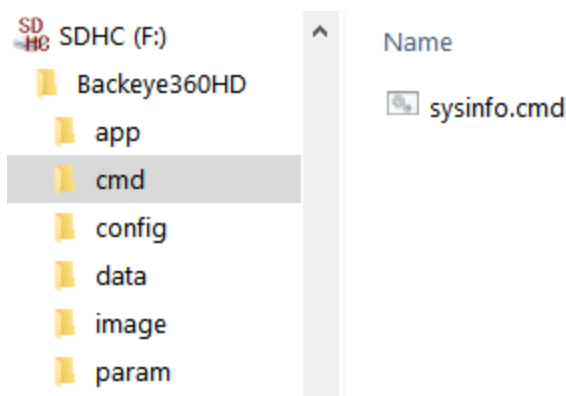 SD
HC
SDHC (F:)
Backeye360HD
app
cmd
config
data
image
param
Name
sysinfo.cmd